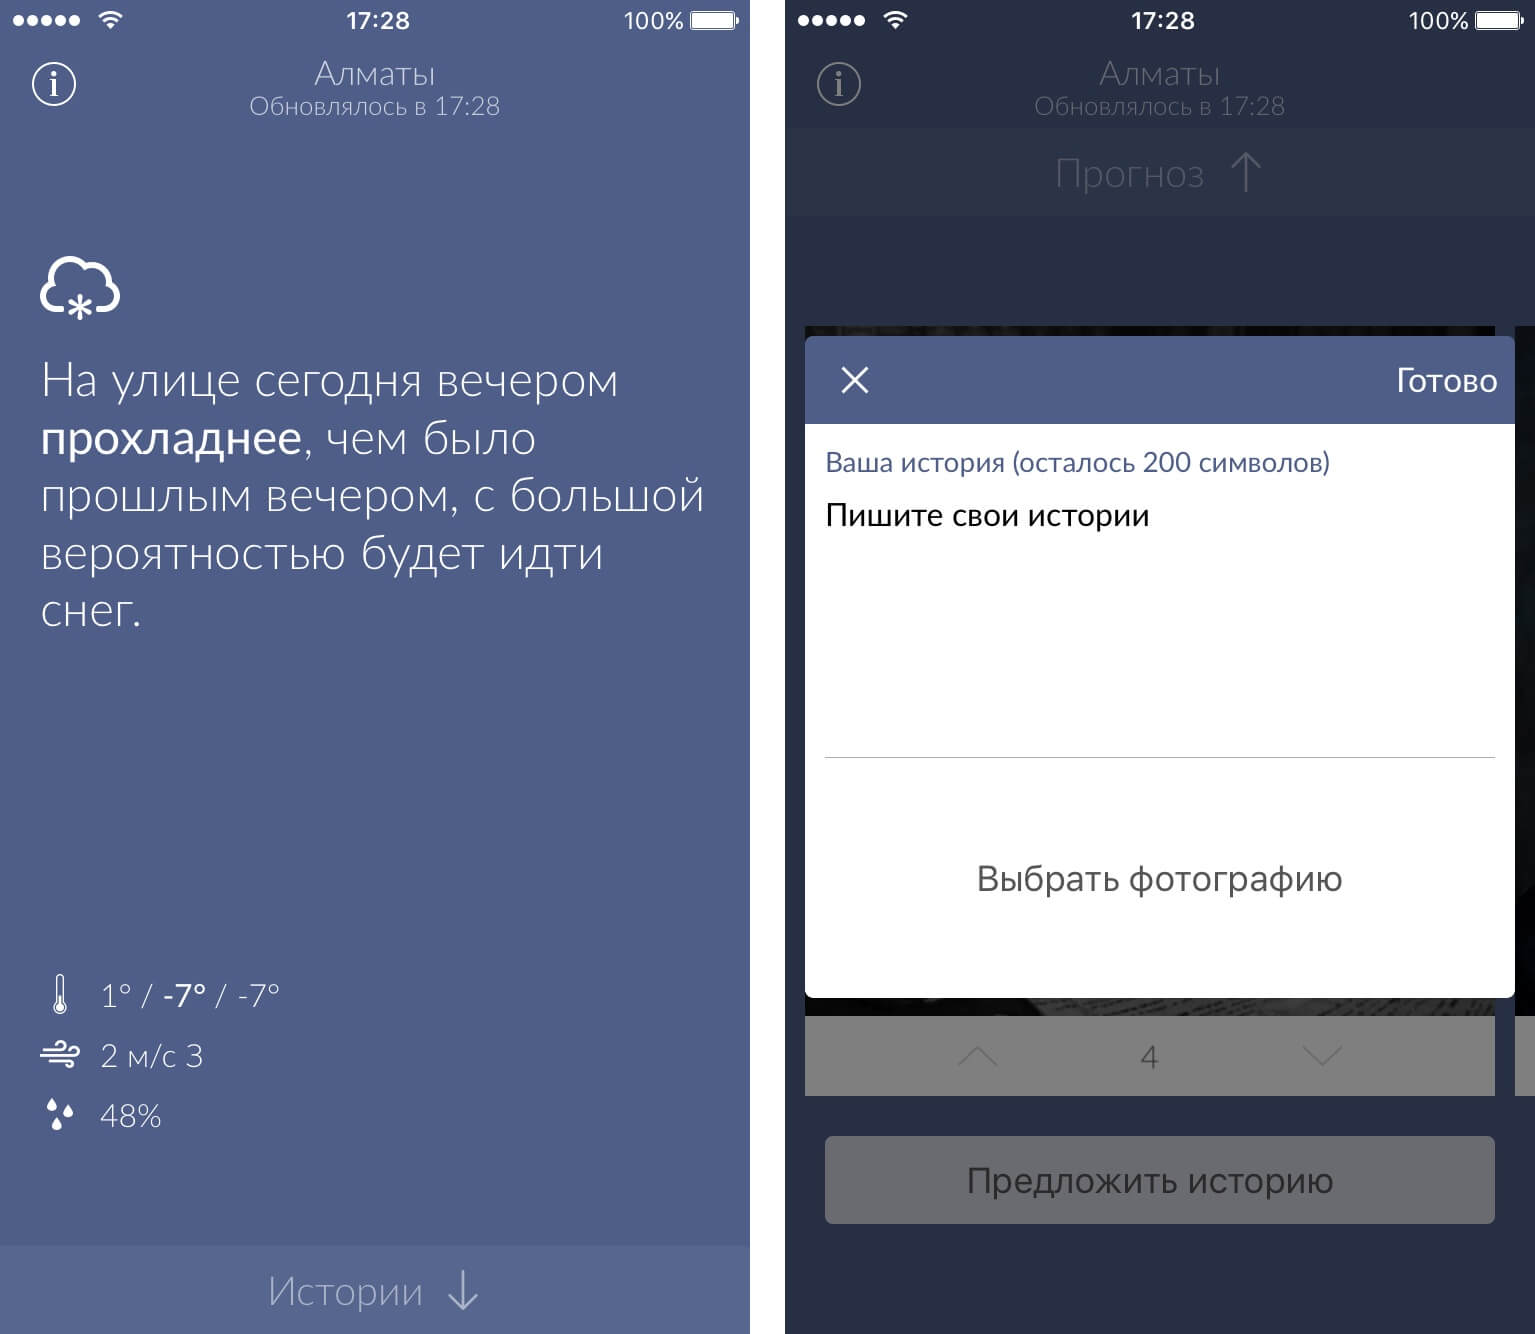 17:28
100%
i
Алматы
Обновлялось в 17:28
На улице сегодня вечером
прохладнее, чем было
прошлым вечером, с большой
вероятностью будет идти
снег.
1° / -7° / -7°
2 м/с З
48%
Истории
17:28
100%
i
Алматы
Обновлялось в 17:28
Прогноз
Готово
Ваша история (осталось 200 символов)
Пишите свои истории
Выбрать фотографию
4
Предложить историю